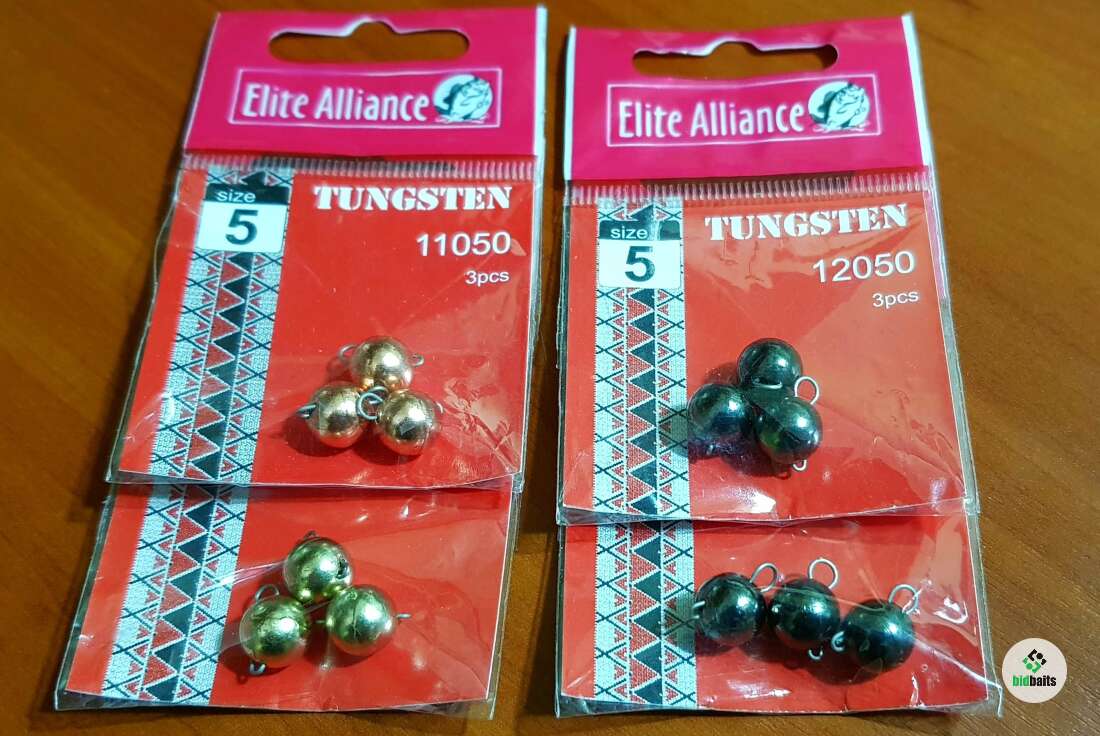 Elite Alliance
size
5
TUNGSTEN
11050
3pcs
Elite Alliance
size
5
TUNGSTEN
12050
3pcs
bidbaits